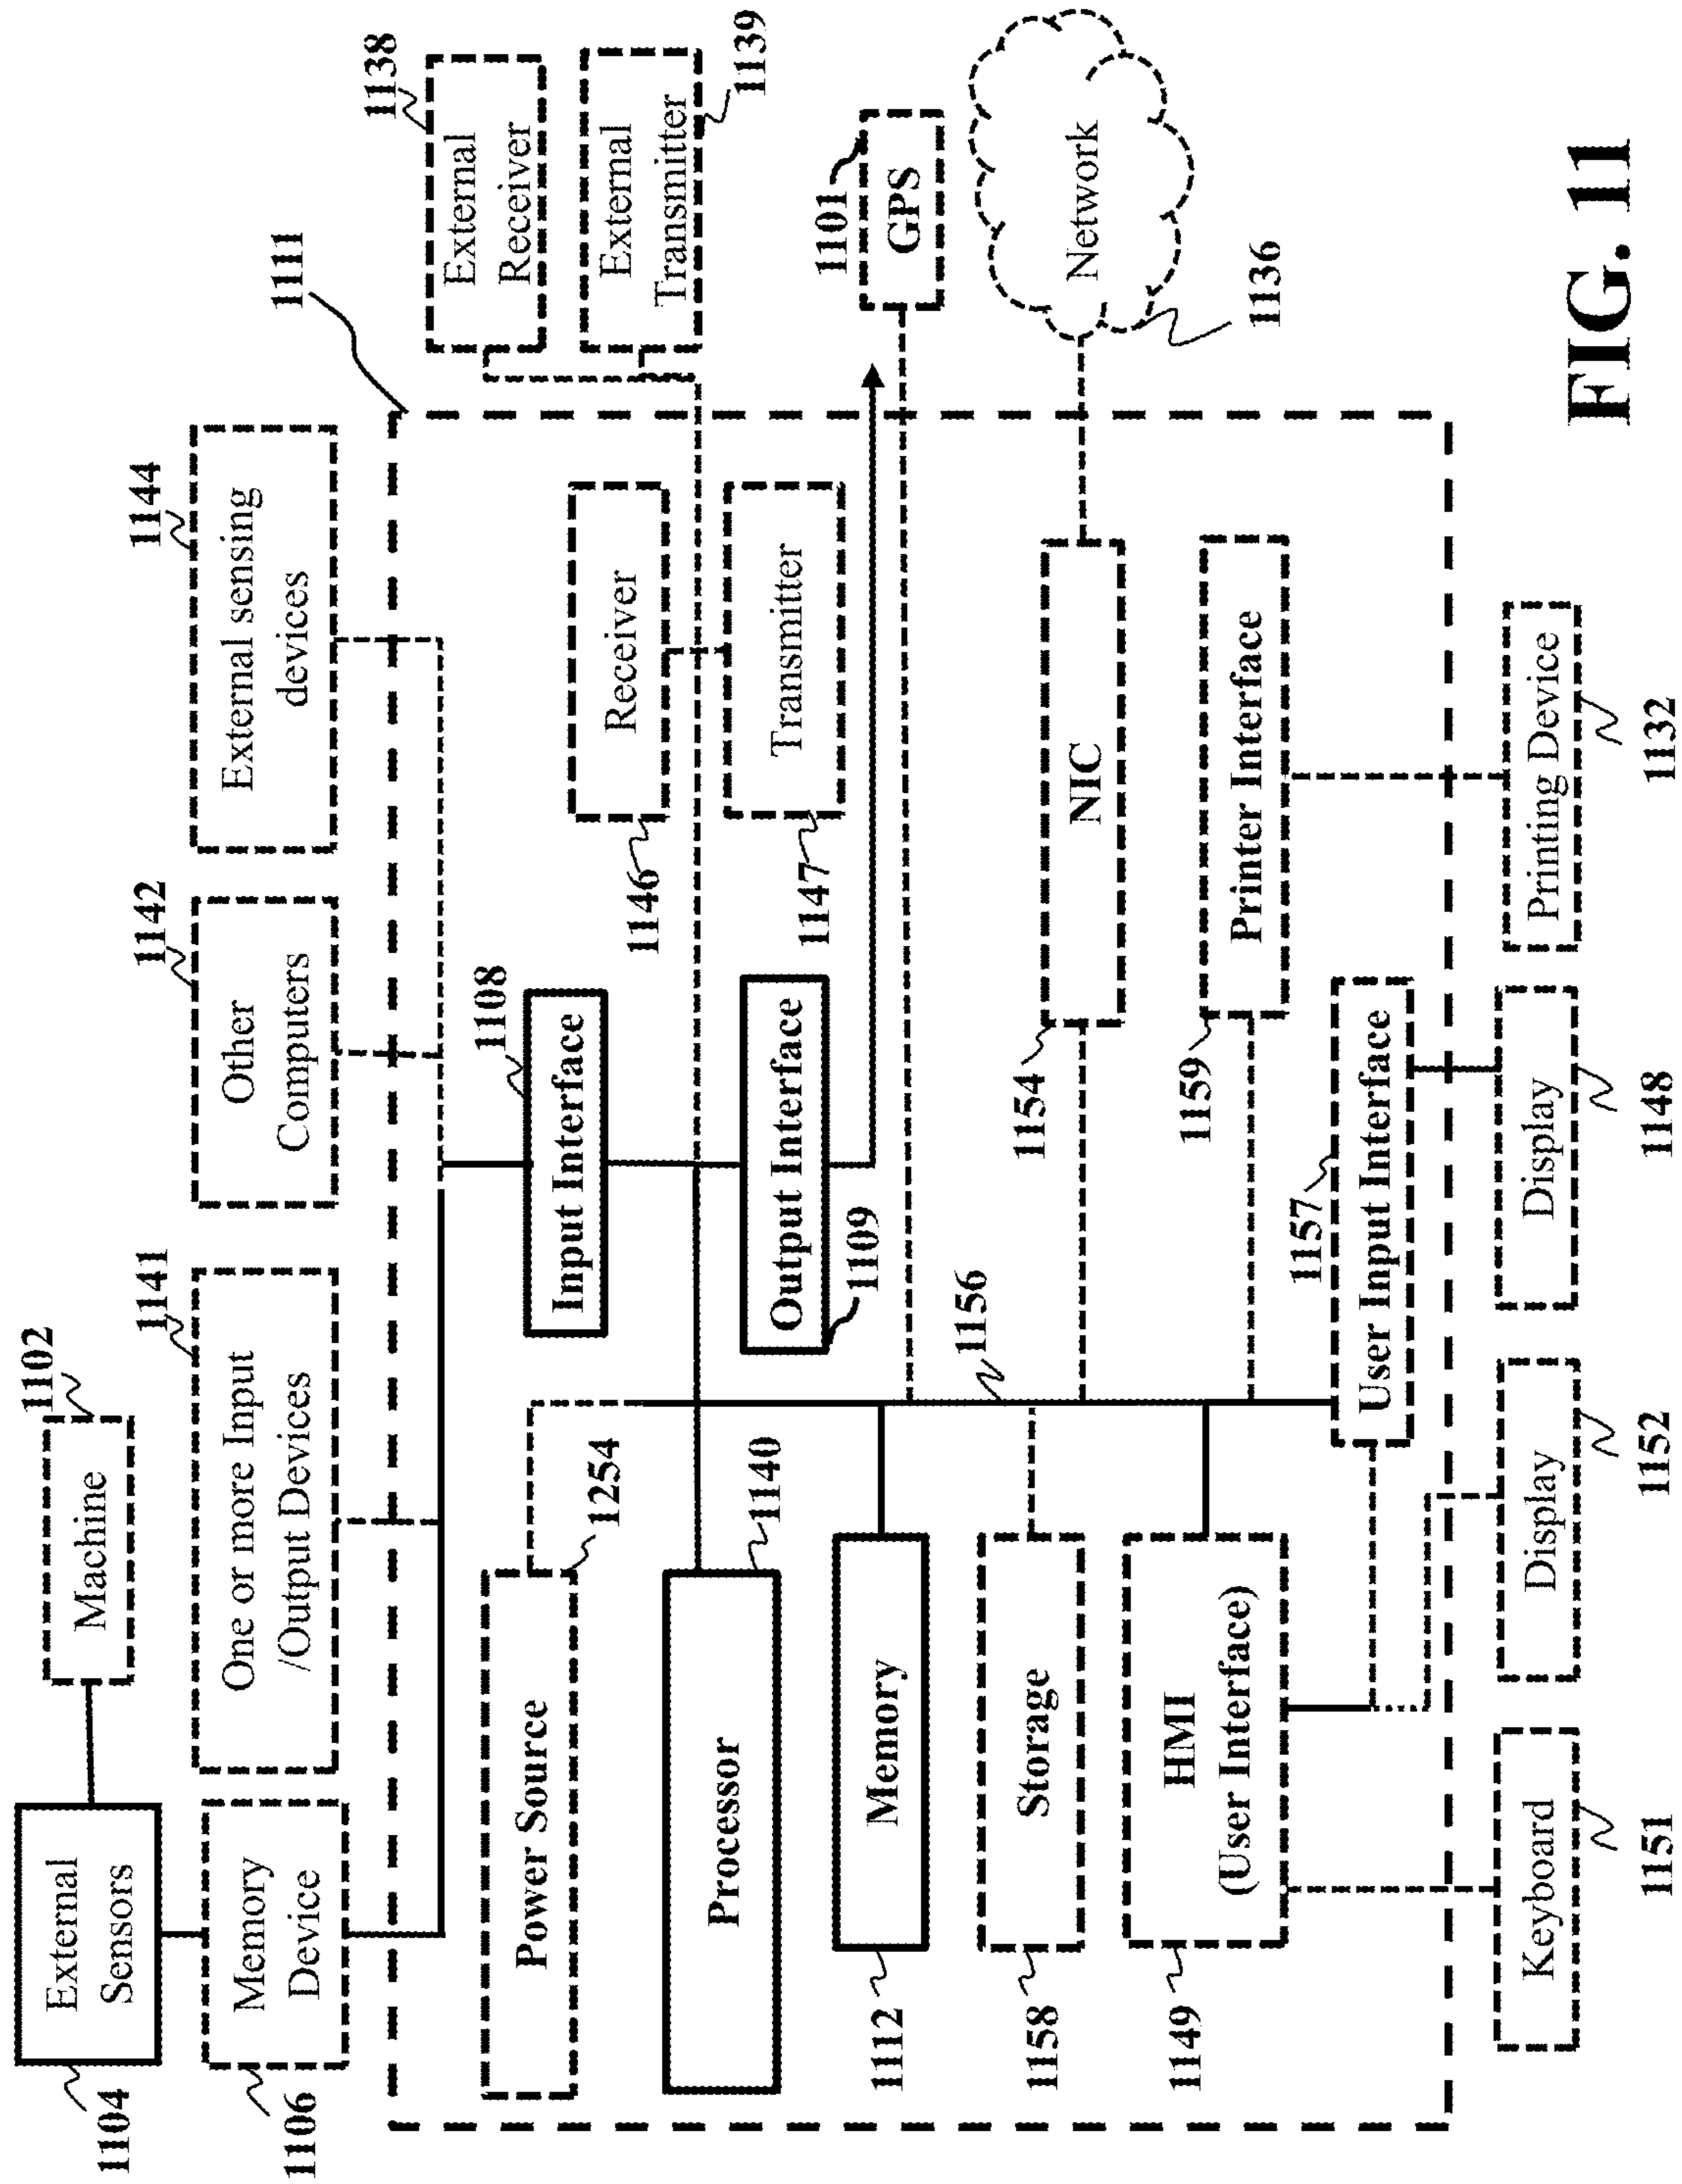 1104
External
Sensors
Machine
1102
1106
Memory
Device
One or more Input
/Output Devices
1141
Other
Computers
1142
External sensing
devices
1144
1111
External
Receiver
1138
External
Transmitter
1139
Power Source
1254
Input Interface
1108
Receiver
1146
Processor
1140
Output Interface
1109
Transmitter
1147
GPS
1101
Memory
1112
1156
Storage
1158
NIC
1154
Network
1136
HMI
(User Interface)
1149
Printer Interface
1159
User Input Interface
1157
Keyboard
1151
Display
1152
Display
1148
Printing Device
1132
FIG. 11